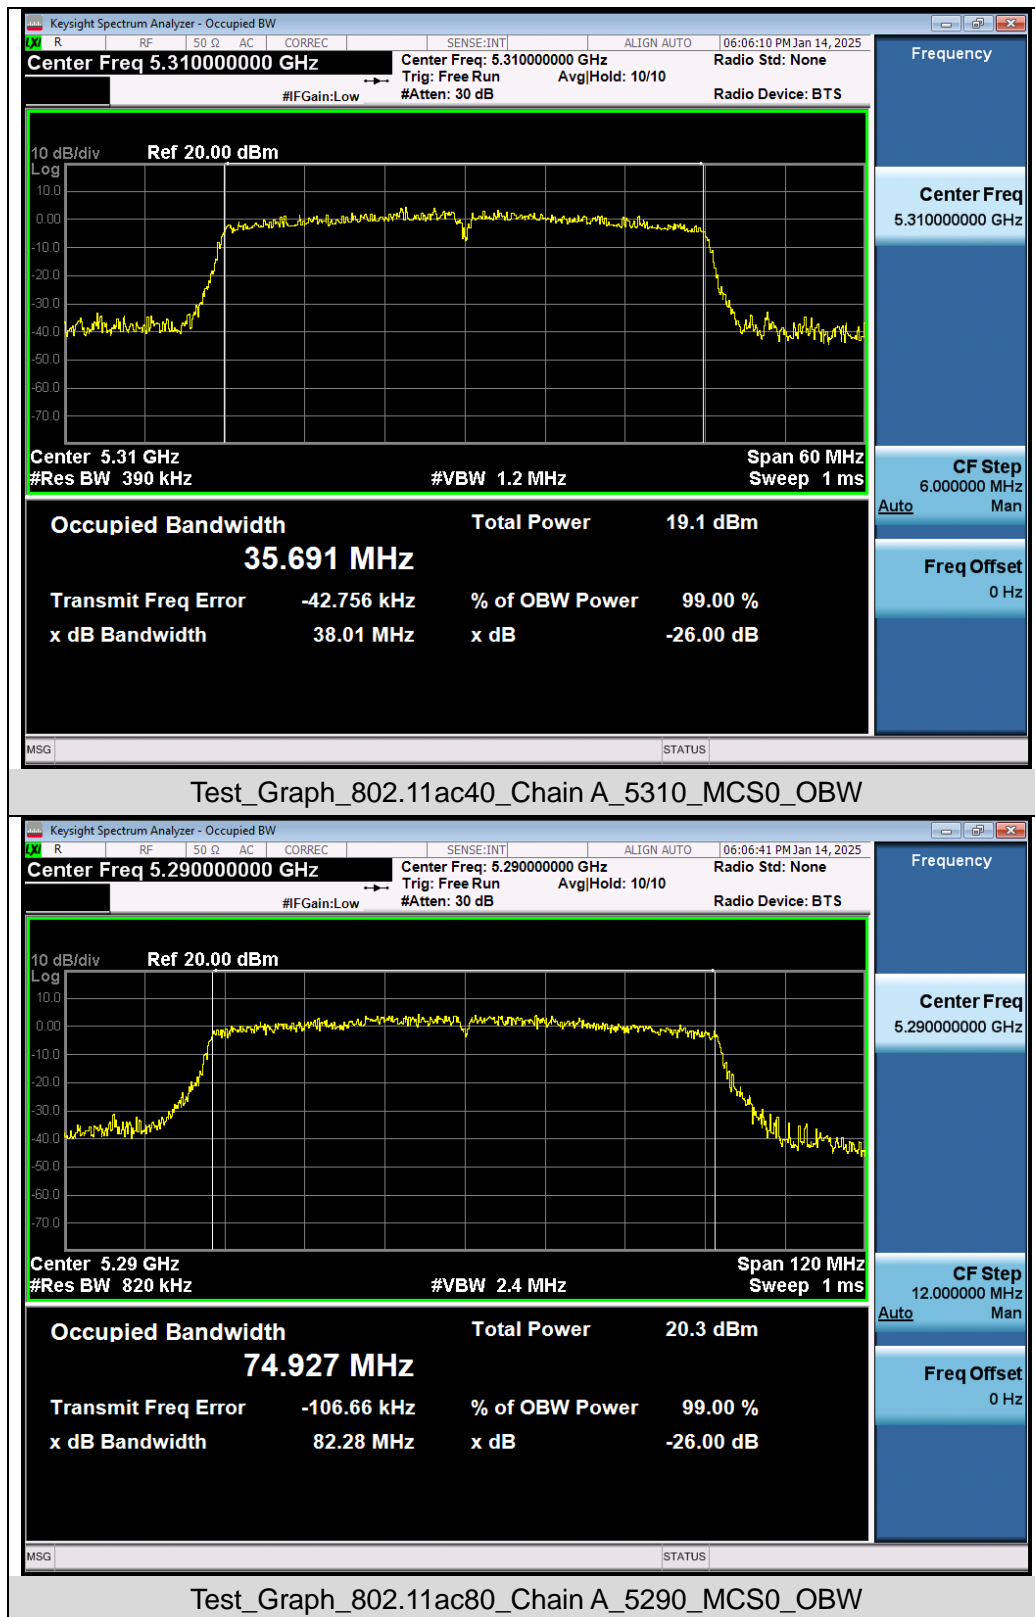 Keysight Spectrum Analyzer - Occupied BW
LXI R RF 50 Ω AC CORREC SENSE:INT ALIGN AUTO 06:06:10 PM Jan 14, 2025
Center Freq 5.310000000 GHz
Center Freq: 5.310000000 GHz Radio Std: None
Trig: Free Run Avg|Hold: 10/10
#IFGain:Low #Atten: 30 dB Radio Device: BTS
10 dB/div Ref 20.00 dBm
Log
10.0
0.00
-10.0
-20.0
-30.0
-40.0
-50.0
-60.0
-70.0
Center 5.31 GHz Span 60 MHz
#Res BW 390 kHz #VBW 1.2 MHz Sweep 1 ms
Occupied Bandwidth Total Power 19.1 dBm
35.691 MHz
Transmit Freq Error -42.756 kHz % of OBW Power 99.00 %
x dB Bandwidth 38.01 MHz x dB -26.00 dB
MSG STATUS
Frequency
Center Freq
5.310000000 GHz
CF Step
6.000000 MHz
Auto Man
Freq Offset
0 Hz
Test_Graph_802.11ac40_Chain A_5310_MCS0_OBW
Keysight Spectrum Analyzer - Occupied BW
LXI R RF 50 Ω AC CORREC SENSE:INT ALIGN AUTO 06:06:41 PM Jan 14, 2025
Center Freq 5.290000000 GHz
Center Freq: 5.290000000 GHz Radio Std: None
Trig: Free Run Avg|Hold: 10/10
#IFGain:Low #Atten: 30 dB Radio Device: BTS
10 dB/div Ref 20.00 dBm
Log
10.0
0.00
-10.0
-20.0
-30.0
-40.0
-50.0
-60.0
-70.0
Center 5.29 GHz Span 120 MHz
#Res BW 820 kHz #VBW 2.4 MHz Sweep 1 ms
Occupied Bandwidth Total Power 20.3 dBm
74.927 MHz
Transmit Freq Error -106.66 kHz % of OBW Power 99.00 %
x dB Bandwidth 82.28 MHz x dB -26.00 dB
MSG STATUS
Frequency
Center Freq
5.290000000 GHz
CF Step
12.000000 MHz
Auto Man
Freq Offset
0 Hz
Test_Graph_802.11ac80_Chain A_5290_MCS0_OBW